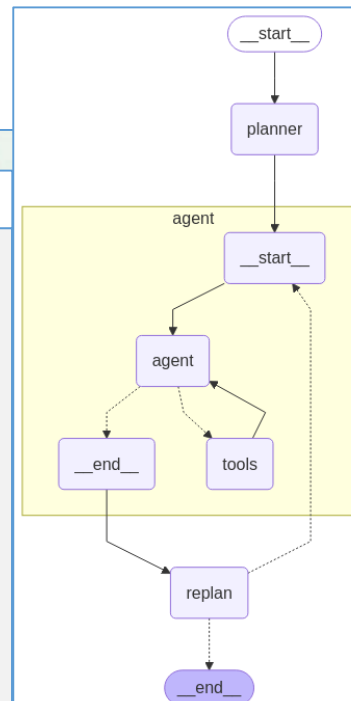 __start__
planner
agent
__start__
agent
__end__
tools
replan
__end__